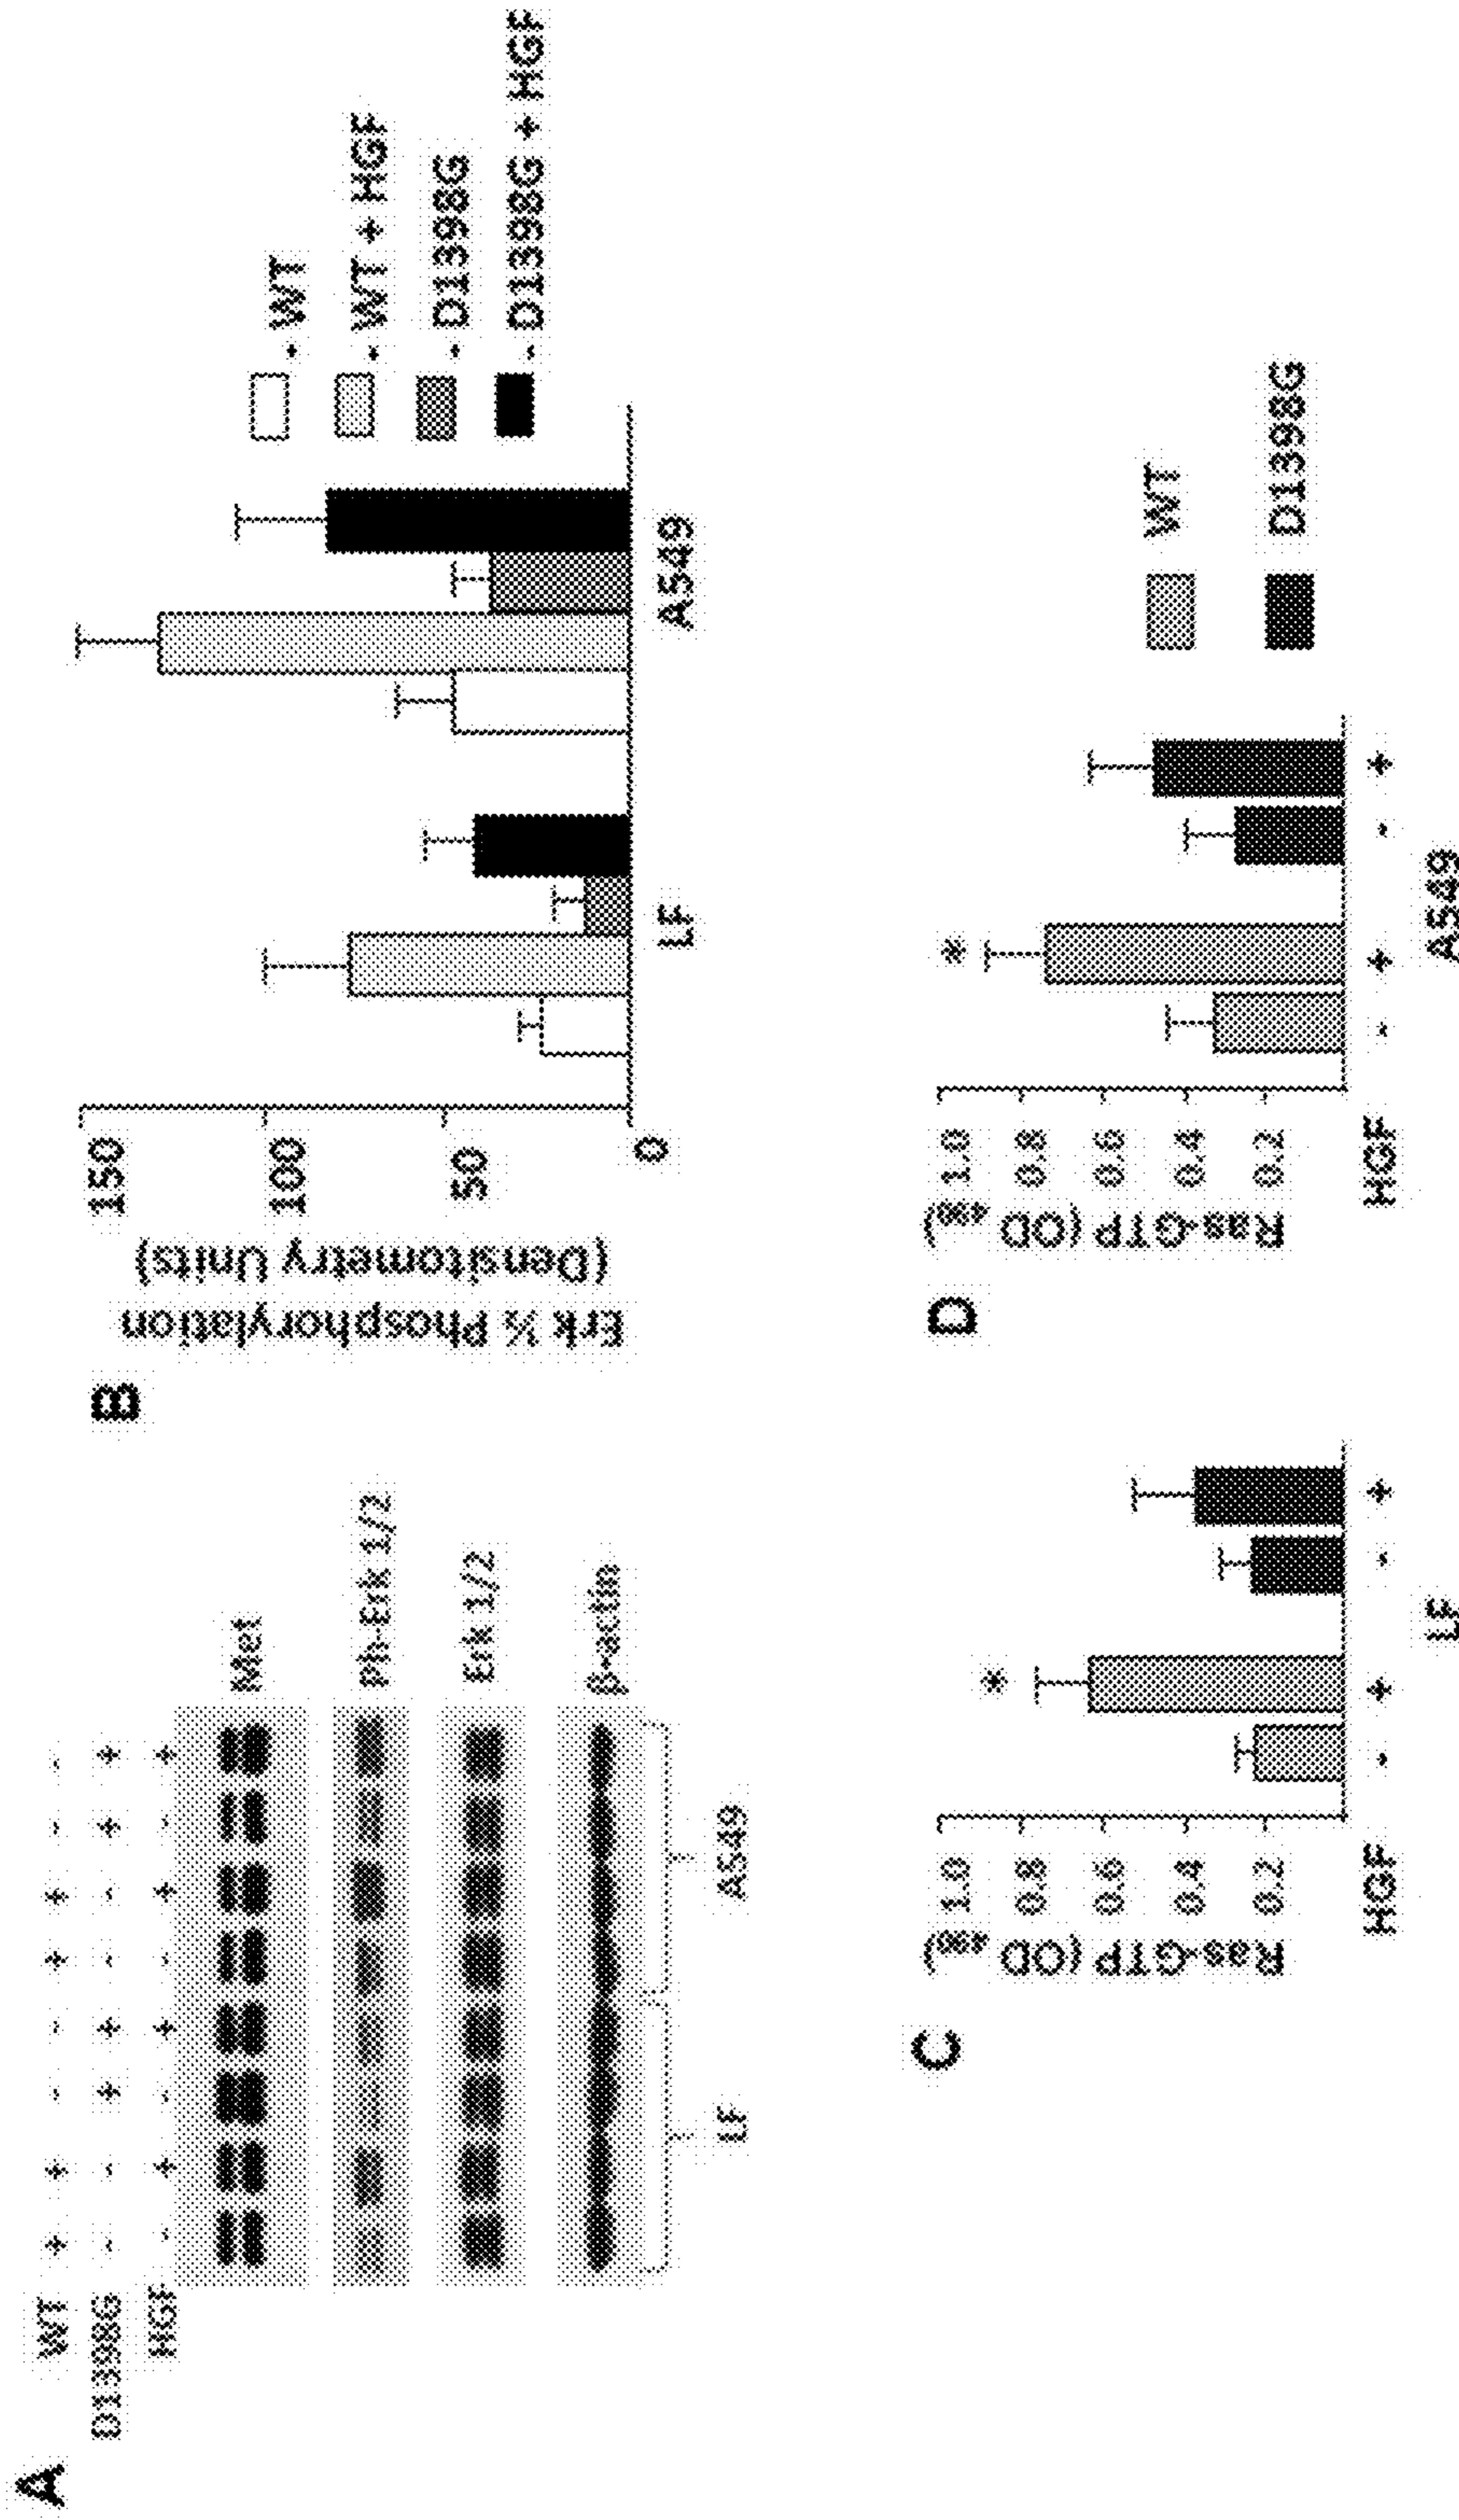 A
WT + + - - + + - -
D1398G - - + + - - + +
HGF - + - + - + - +
Met
Ph-Erk 1/2
Erk 1/2
β-actin
LF A549
B
Erk ½ Phosphorylation
(Densitometry Units)
150
100
50
0
LF A549
- WT
- WT + HGF
- D1398G
- D1398G + HGF
C
Ras-GTP (OD 490)
1.0
0.8
0.6
0.4
0.2
*
HGF - + - +
LF
D
Ras-GTP (OD 490)
1.0
0.8
0.6
0.4
0.2
*
HGF - + - +
A549
WT
D1398G